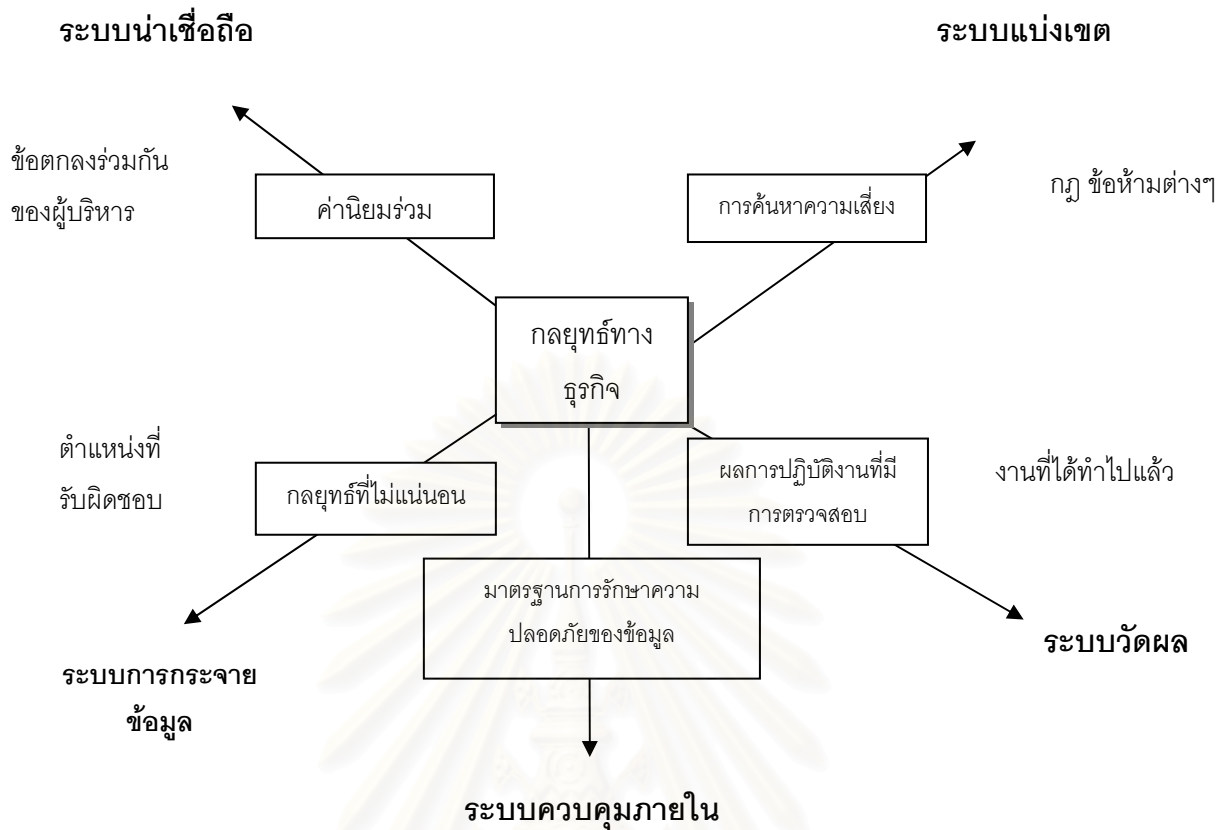 ระบบน่าเชื่อถือ
ระบบแบ่งเขต
ข้อตกลงร่วมกัน
ของผู้บริหาร
ค่านิยมร่วม
การค้นหาความเสี่ยง
กฎ ข้อห้ามต่างๆ
กลยุทธ์ทาง
ธุรกิจ
ตำแหน่งที่
รับผิดชอบ
กลยุทธ์ที่ไม่แน่นอน
ผลการปฏิบัติงานที่มี
การตรวจสอบ
งานที่ได้ทำไปแล้ว
มาตรฐานการรักษาความ
ปลอดภัยของข้อมูล
ระบบวัดผล
ระบบการกระจาย
ข้อมูล
ระบบควบคุมภายใน